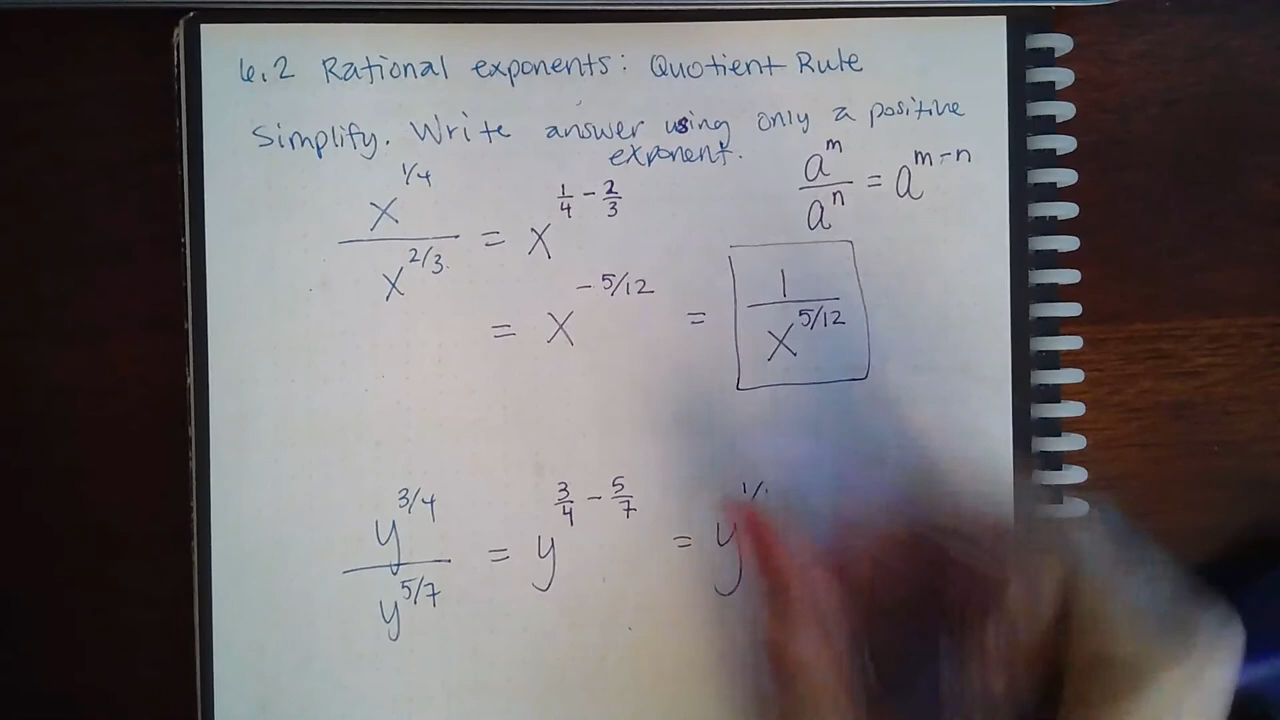 6.2 Rational exponents: Quotient Rule
Simplify. Write answer using only a positive
exponent.
a^m / a^n = a^(m-n)
x^(1/4) / x^(2/3) = x^(1/4 - 2/3)
= x^(-5/12) = 1 / x^(5/12)
y^(3/4) / y^(5/7) = y^(3/4 - 5/7) = y^(1/